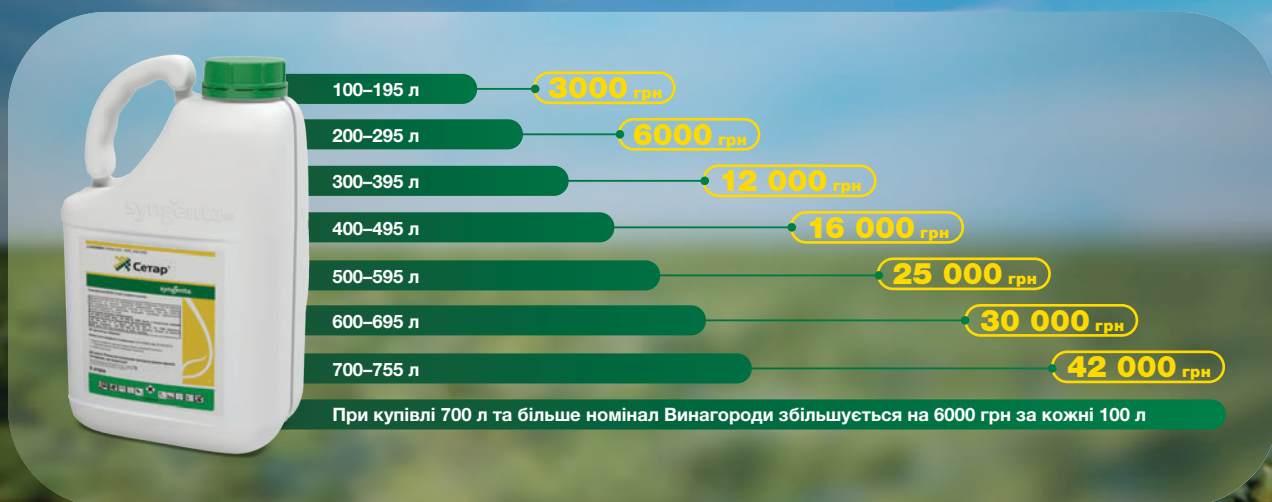 100–195 л
3000 грн
200–295 л
6000 грн
300–395 л
12 000 грн
400–495 л
16 000 грн
500–595 л
25 000 грн
600–695 л
30 000 грн
700–755 л
42 000 грн
При купівлі 700 л та більше номінал Винагороди збільшується на 6000 грн за кожні 100 л
syngenta
Сетар®
syngenta